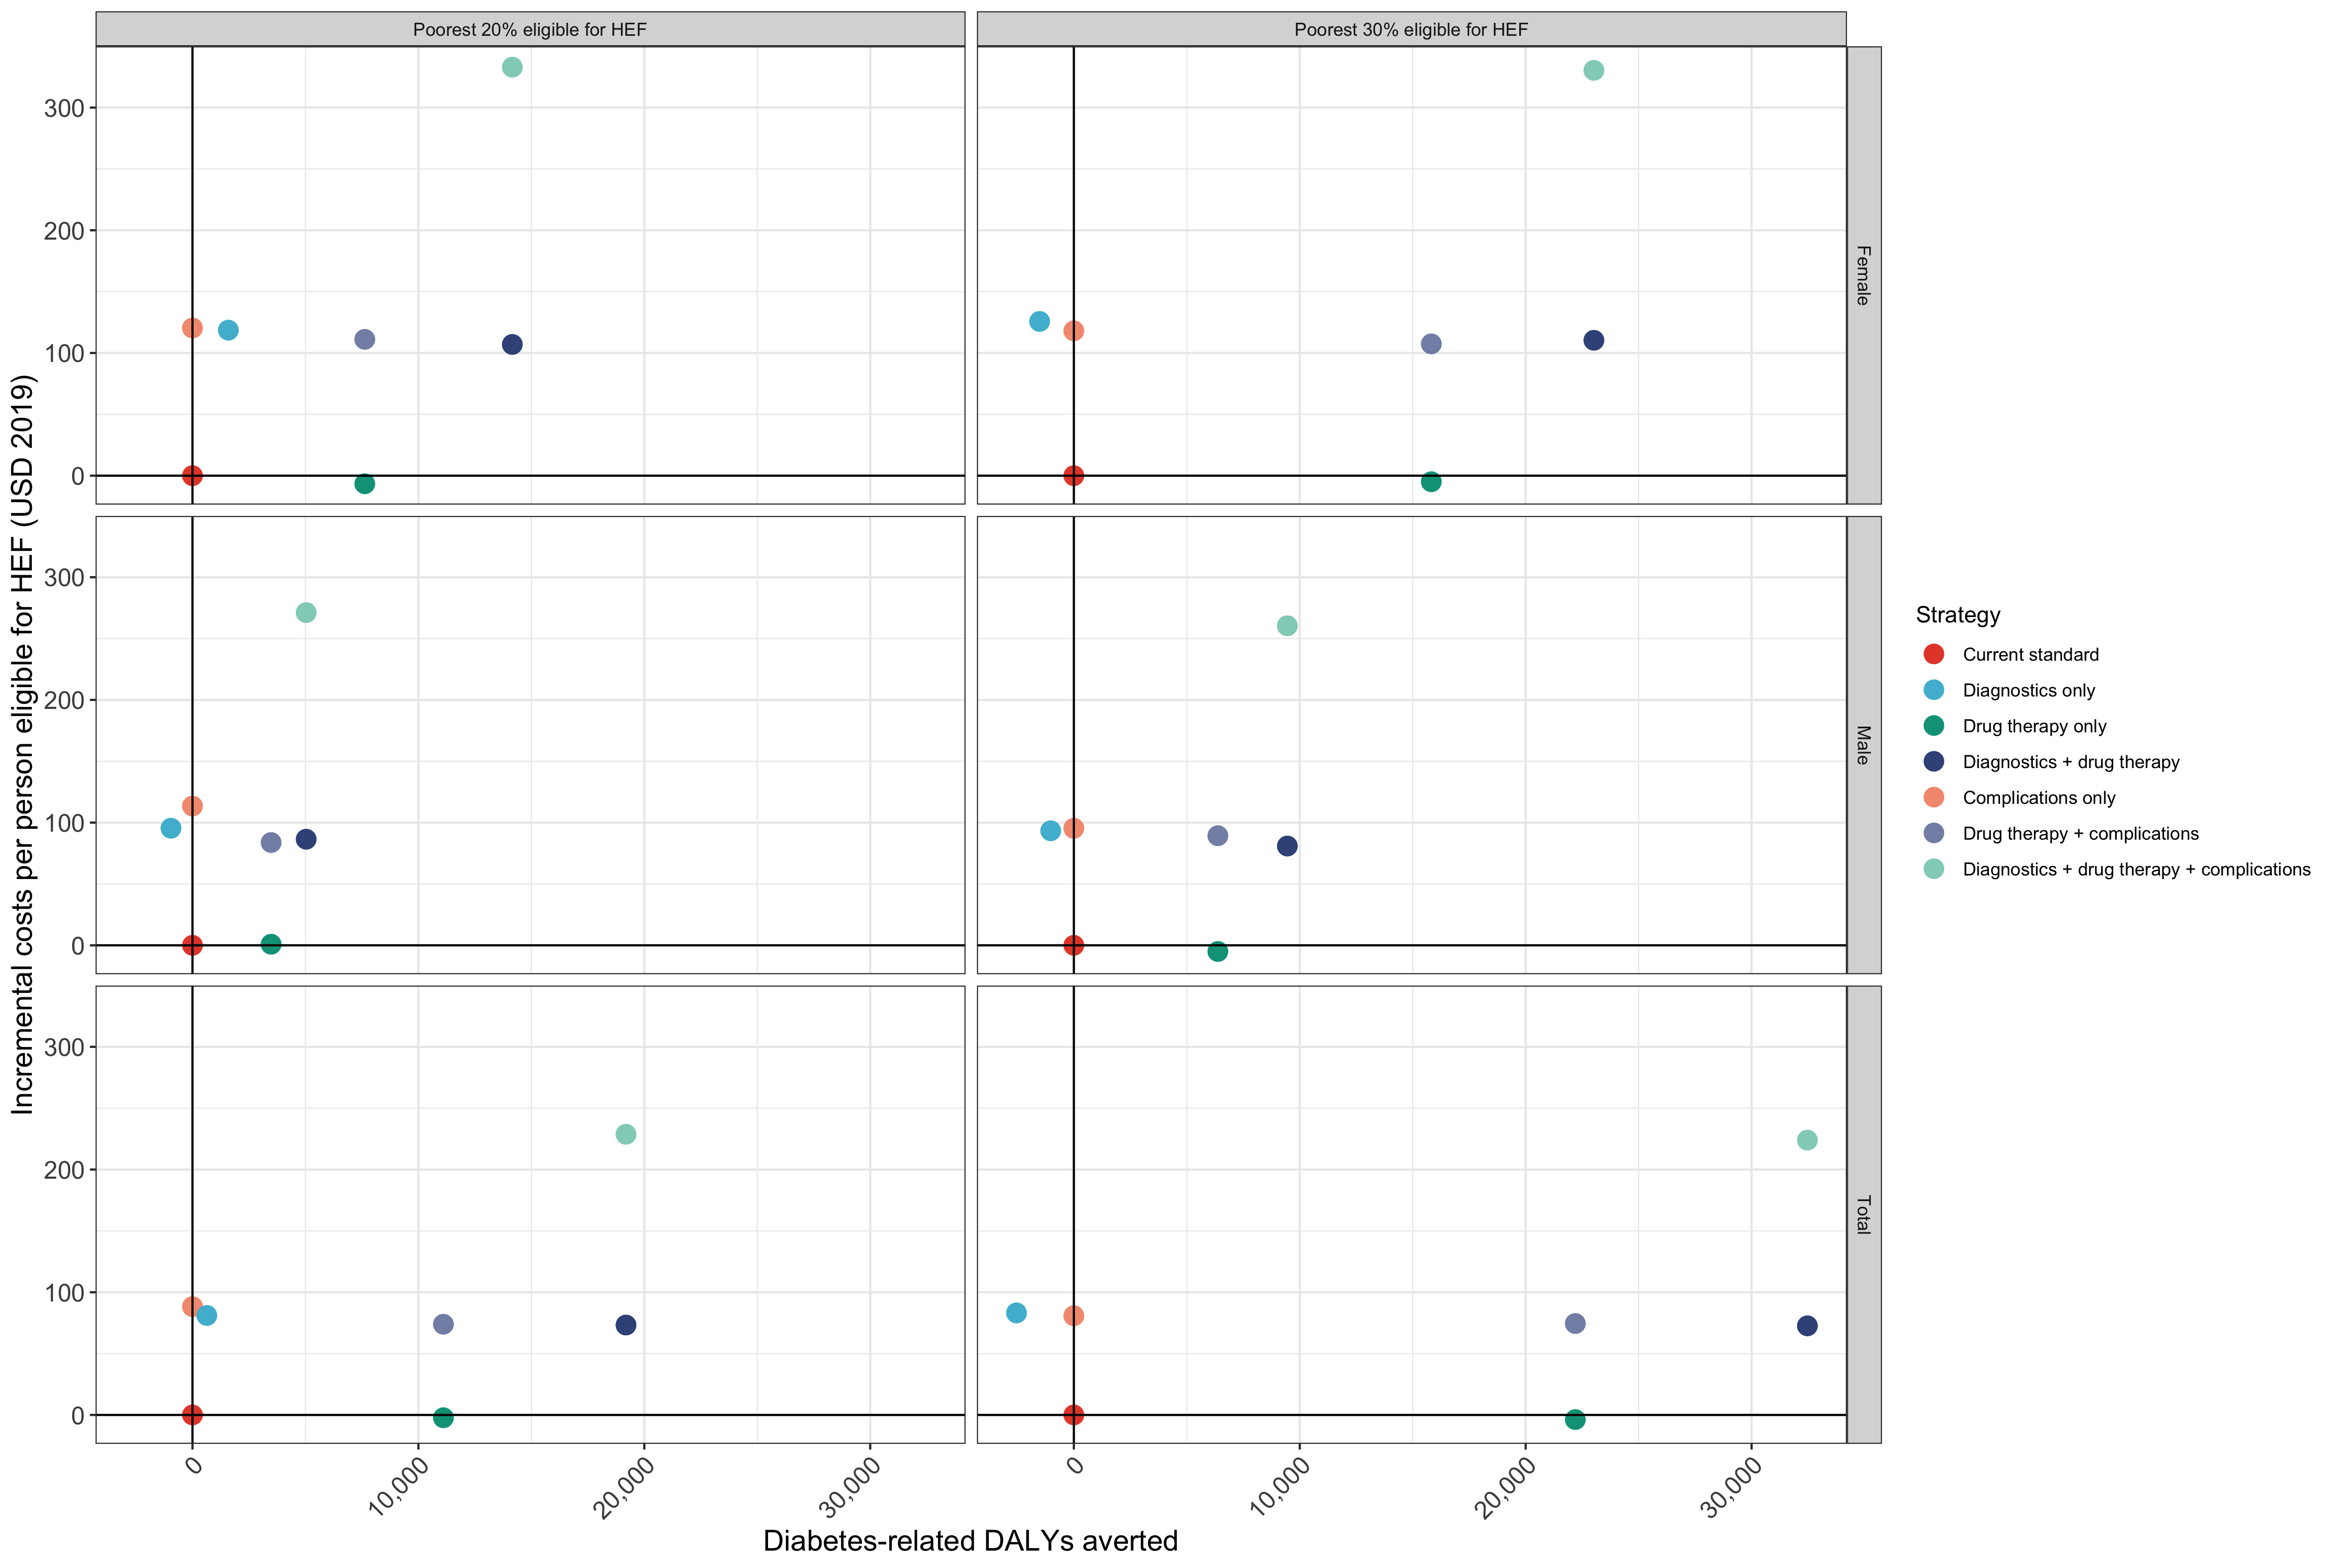 Poorest 20% eligible for HEF
Poorest 30% eligible for HEF
Incremental costs per person eligible for HEF (USD 2019)
300
200
100
0
Female
300
200
100
0
Male
300
200
100
0
Total
0
10,000
20,000
30,000
0
10,000
20,000
30,000
Diabetes-related DALYs averted
Strategy
Current standard
Diagnostics only
Drug therapy only
Diagnostics + drug therapy
Complications only
Drug therapy + complications
Diagnostics + drug therapy + complications